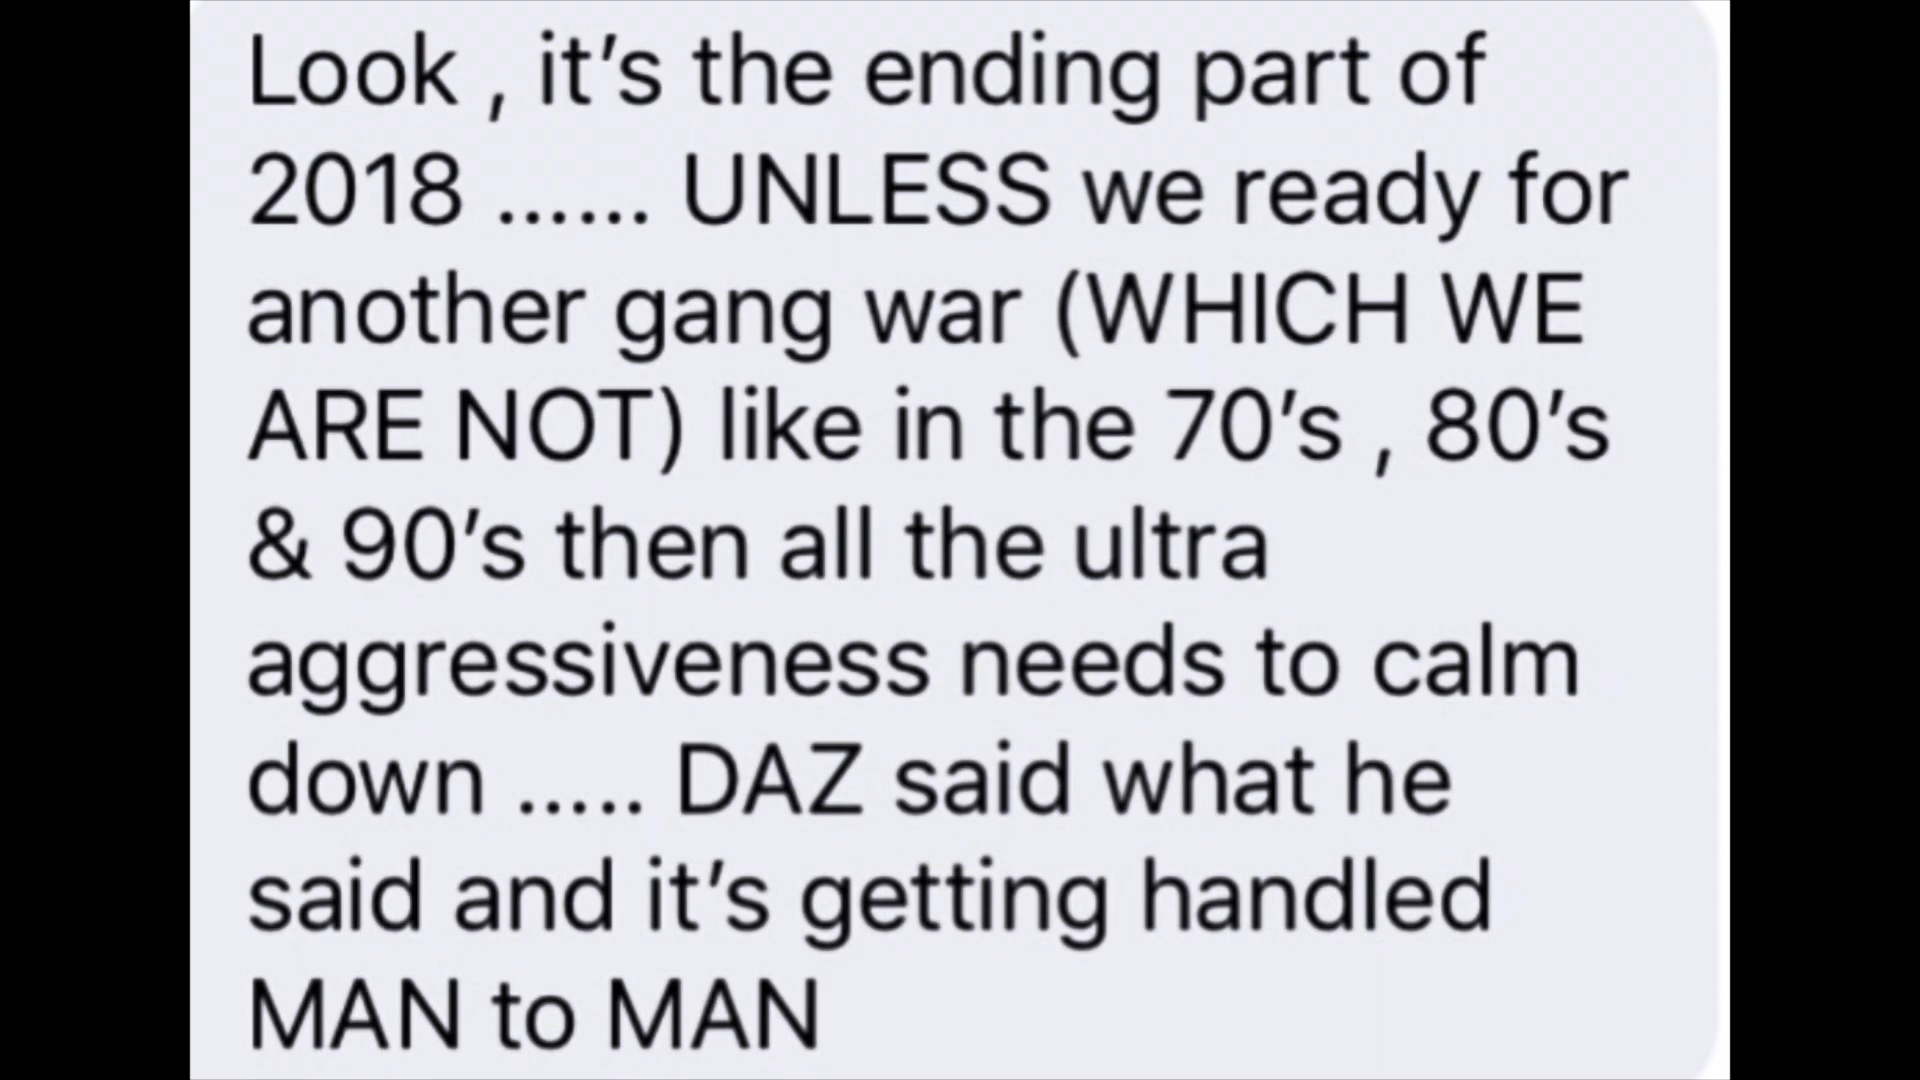 Look , it’s the ending part of
2018 ...... UNLESS we ready for
another gang war (WHICH WE
ARE NOT) like in the 70’s , 80’s
& 90’s then all the ultra
aggressiveness needs to calm
down ..... DAZ said what he
said and it’s getting handled
MAN to MAN